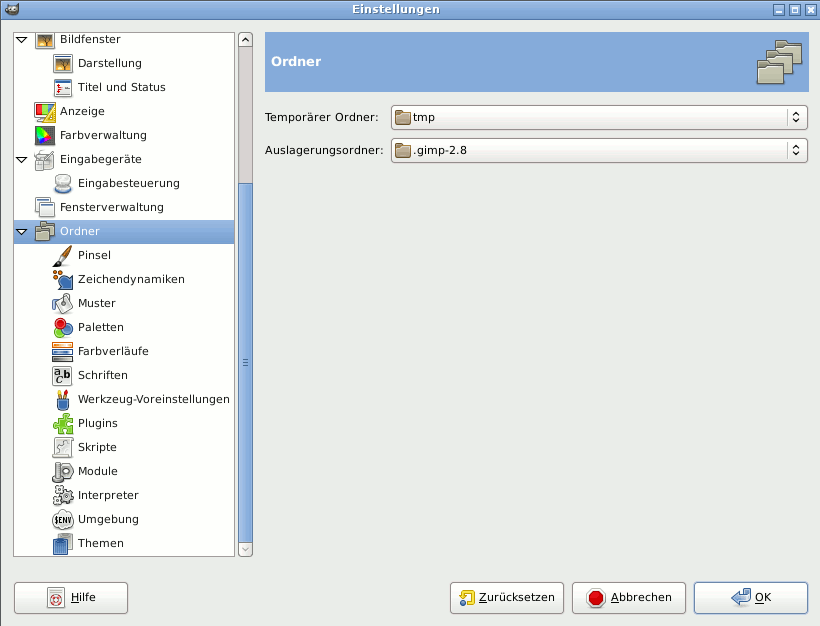 Einstellungen
Bildfenster
Darstellung
Titel und Status
Anzeige
Farbverwaltung
Eingabegeräte
Eingabesteuerung
Fensterverwaltung
Ordner
Pinsel
Zeichendynamiken
Muster
Paletten
Farbverläufe
a b c
Schriften
Werkzeug-Voreinstellungen
Plugins
Skripte
Module
Interpreter
$ENV
Umgebung
Themen
Ordner
Temporärer Ordner: tmp
Auslagerungsordner: .gimp-2.8
Hilfe
Zurücksetzen
Abbrechen
OK